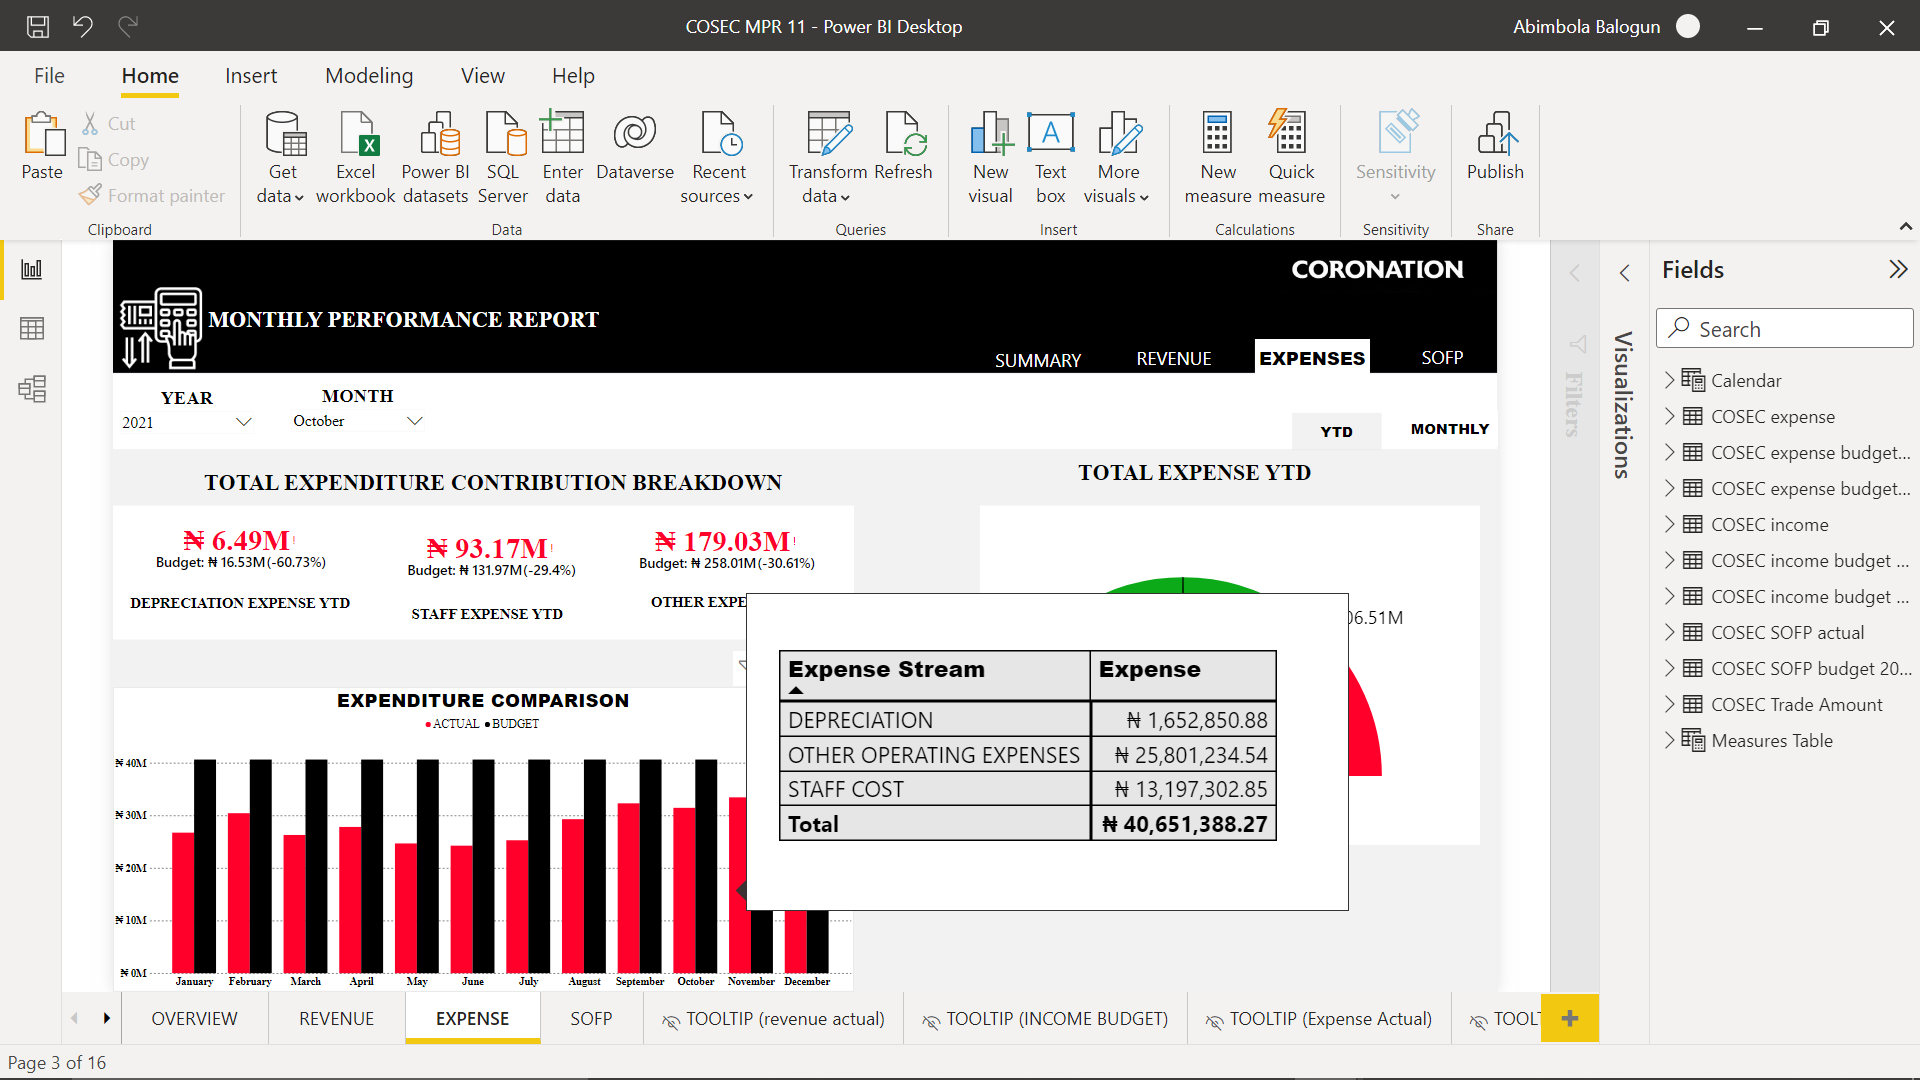 COSEC MPR 11 - Power BI Desktop
Abimbola Balogun
File Home Insert Modeling View Help
Paste
Cut
Copy
Format painter
Clipboard
Get data
Excel workbook
Power BI datasets
SQL Server
Enter data
Dataverse
Recent sources
Data
Transform data
Refresh
Queries
New visual
Text box
More visuals
Insert
New measure
Quick measure
Calculations
Sensitivity
Sensitivity
Publish
Share
CORONATION
MONTHLY PERFORMANCE REPORT
SUMMARY REVENUE EXPENSES SOFP
YEAR
2021
MONTH
October
YTD MONTHLY
TOTAL EXPENDITURE CONTRIBUTION BREAKDOWN
₦ 6.49M!
Budget: ₦ 16.53M (-60.73%)
DEPRECIATION EXPENSE YTD
₦ 93.17M!
Budget: ₦ 131.97M (-29.4%)
STAFF EXPENSE YTD
₦ 179.03M!
Budget: ₦ 258.01M (-30.61%)
OTHER EXPE
TOTAL EXPENSE YTD
06.51M
Expense Stream Expense
DEPRECIATION ₦ 1,652,850.88
OTHER OPERATING EXPENSES ₦ 25,801,234.54
STAFF COST ₦ 13,197,302.85
Total ₦ 40,651,388.27
EXPENDITURE COMPARISON
ACTUAL BUDGET
₦ 40M
₦ 30M
₦ 20M
₦ 10M
₦ 0M
January February March April May June July August September October November December
Filters
Visualizations
Fields
Search
Calendar
COSEC expense
COSEC expense budget...
COSEC expense budget...
COSEC income
COSEC income budget ...
COSEC income budget ...
COSEC SOFP actual
COSEC SOFP budget 20...
COSEC Trade Amount
Measures Table
OVERVIEW REVENUE EXPENSE SOFP TOOLTIP (revenue actual) TOOLTIP (INCOME BUDGET) TOOLTIP (Expense Actual) TOOLT
Page 3 of 16